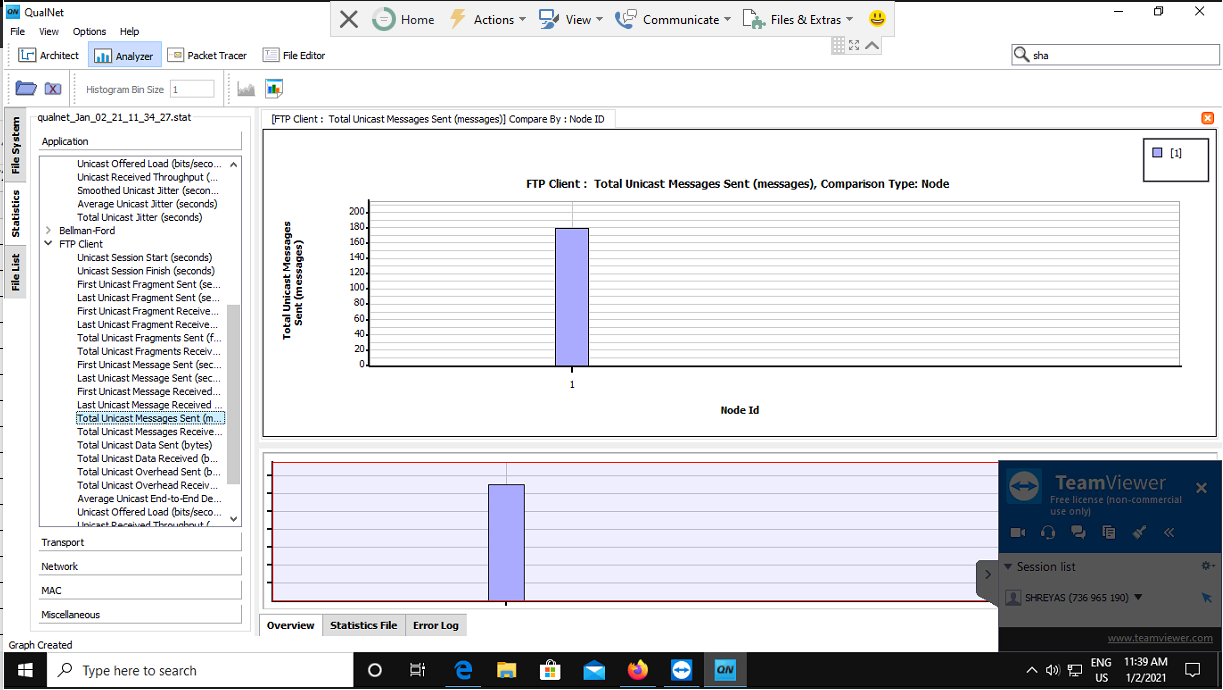 QN QualNet
File View Options Help
Home Actions View Communicate Files & Extras
Architect Analyzer Packet Tracer File Editor
sha
Histogram Bin Size 1
File System
Statistics
File List
qualnet_Jan_02_21_11_34_27.stat
Application
Unicast Offered Load (bits/seco...
Unicast Received Throughput (...
Smoothed Unicast Jitter (secon...
Average Unicast Jitter (seconds)
Total Unicast Jitter (seconds)
Bellman-Ford
FTP Client
Unicast Session Start (seconds)
Unicast Session Finish (seconds)
First Unicast Fragment Sent (se...
Last Unicast Fragment Sent (se...
First Unicast Fragment Receive...
Last Unicast Fragment Receive...
Total Unicast Fragments Sent (f...
Total Unicast Fragments Receiv...
First Unicast Message Sent (sec...
Last Unicast Message Sent (sec...
First Unicast Message Received...
Last Unicast Message Received ...
Total Unicast Messages Sent (m...
Total Unicast Messages Receive...
Total Unicast Data Sent (bytes)
Total Unicast Data Received (b...
Total Unicast Overhead Sent (b...
Total Unicast Overhead Receiv...
Average Unicast End-to-End De...
Unicast Offered Load (bits/seco...
Unicast Received Throughput (...
Transport
Network
MAC
Miscellaneous
[FTP Client : Total Unicast Messages Sent (messages)] Compare By : Node ID
[1]
FTP Client : Total Unicast Messages Sent (messages), Comparison Type: Node
Total Unicast Messages
Sent (messages)
200
180
160
140
120
100
80
60
40
20
0
1
Node Id
TeamViewer
Free license (non-commercial
use only)
Session list
SHREYAS (736 965 190)
www.teamviewer.com
Overview Statistics File Error Log
Graph Created
Type here to search
QN
ENG
US
11:39 AM
1/2/2021